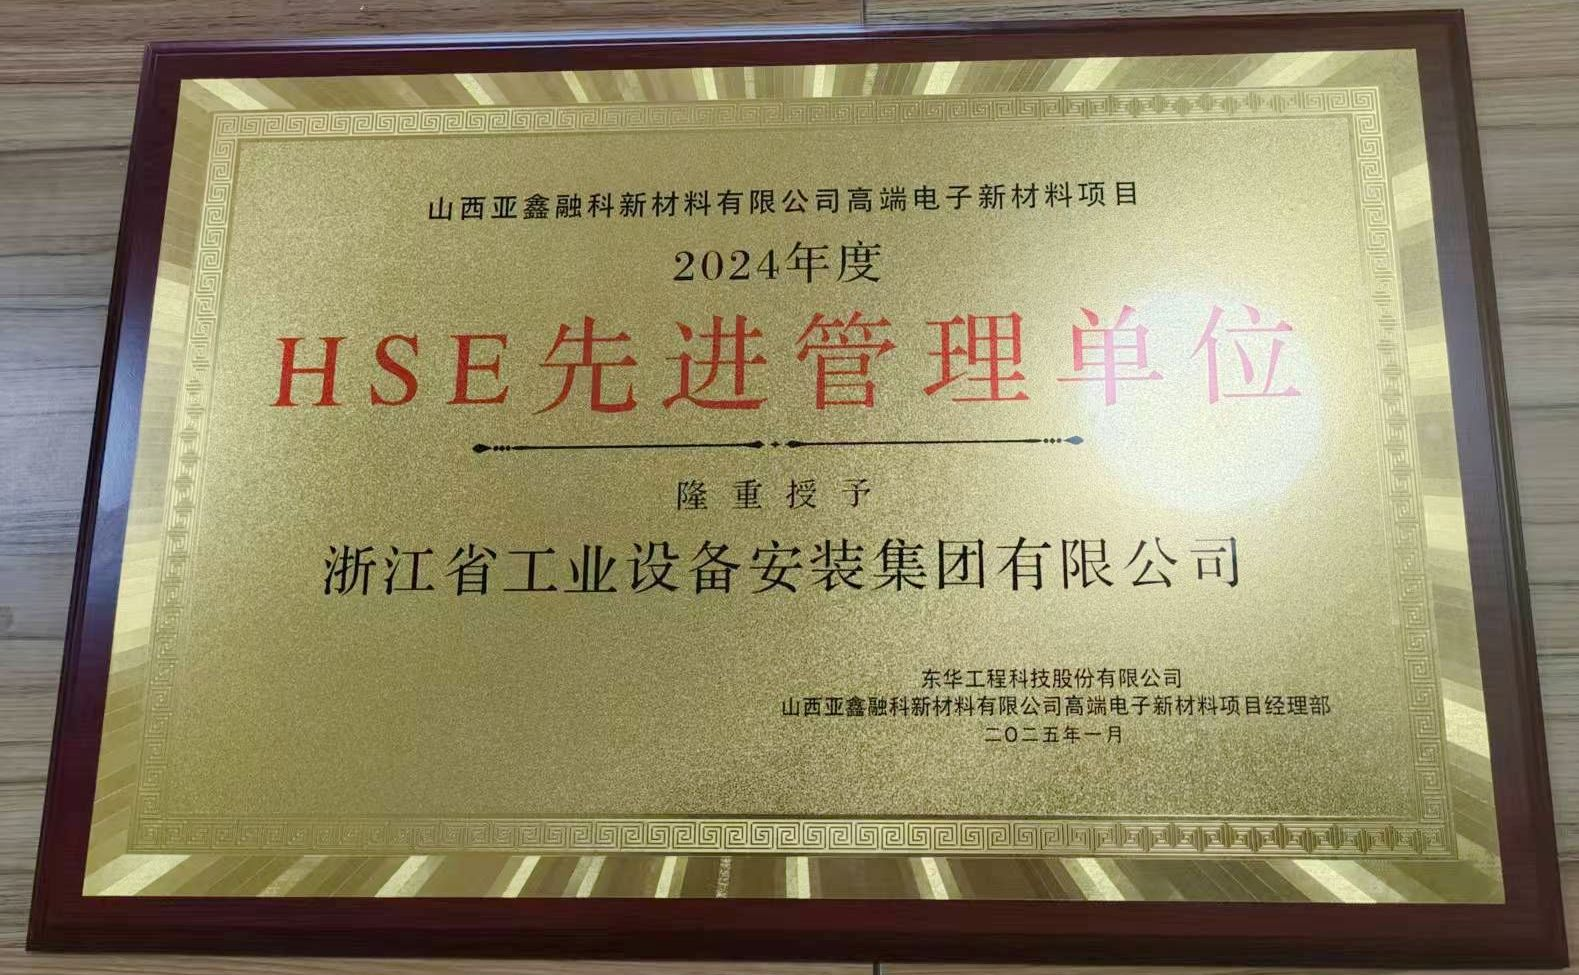 山西亚鑫融科新材料有限公司高端电子新材料项目
2024年度
HSE先进管理单位
隆重授予
浙江省工业设备安装集团有限公司
东华工程科技股份有限公司
山西亚鑫融科新材料有限公司高端电子新材料项目经理部
二〇二五年一月